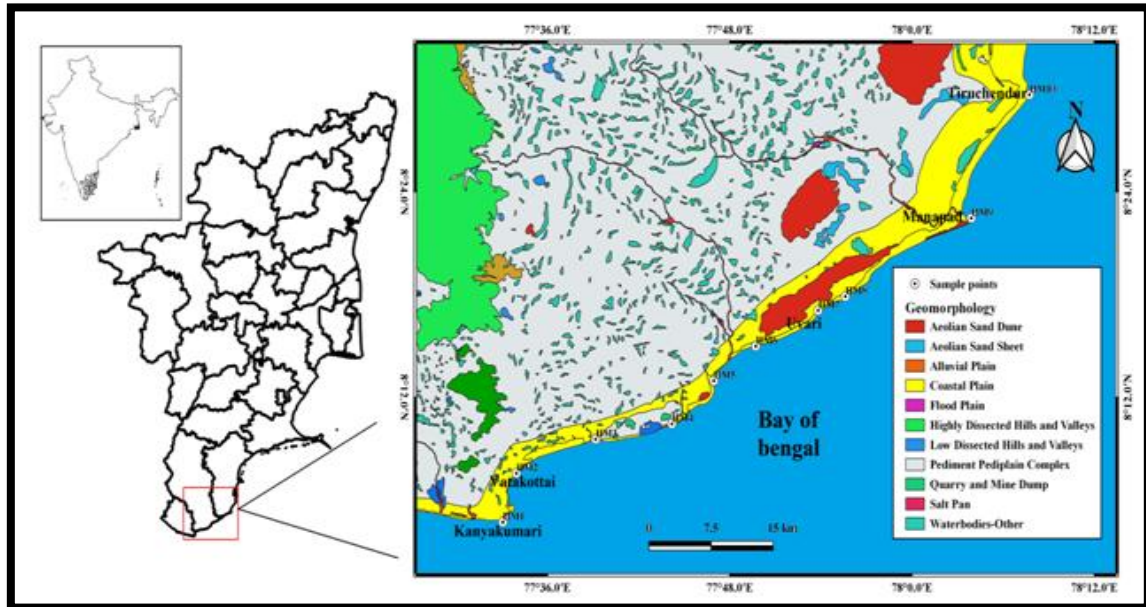 77°36.0'E 77°48.0'E 78°0.0'E 78°12.0'E
Tiruchendur
N
8°24.0'N 8°24.0'N
Manapad
Sample points
Geomorphology
Aeolian Sand Dune
Uvari
Aeolian Sand Sheet
Alluvial Plain
Coastal Plain
8°12.0'N 8°12.0'N
Flood Plain
Bay of
bengal
Highly Dissected Hills and Valleys
Low Dissected Hills and Valleys
Pediment Pediplain Complex
Vattakottai
Quarry and Mine Dump
Salt Pan
0 7.5 15 km
Waterbodies-Other
Kanyakumari
77°36.0'E 77°48.0'E 78°0.0'E 78°12.0'E